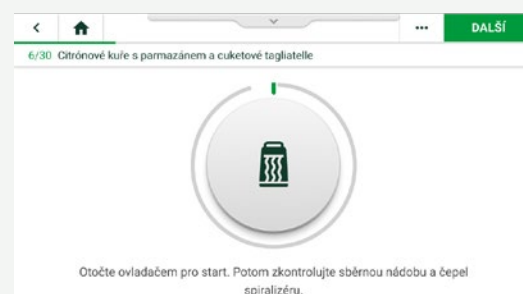 DALŠÍ
6/30 Citrónové kuře s parmazánem a cuketové tagliatelle
Otočte ovladačem pro start. Potom zkontrolujte sběrnou nádobu a čepel
spiralizéru.